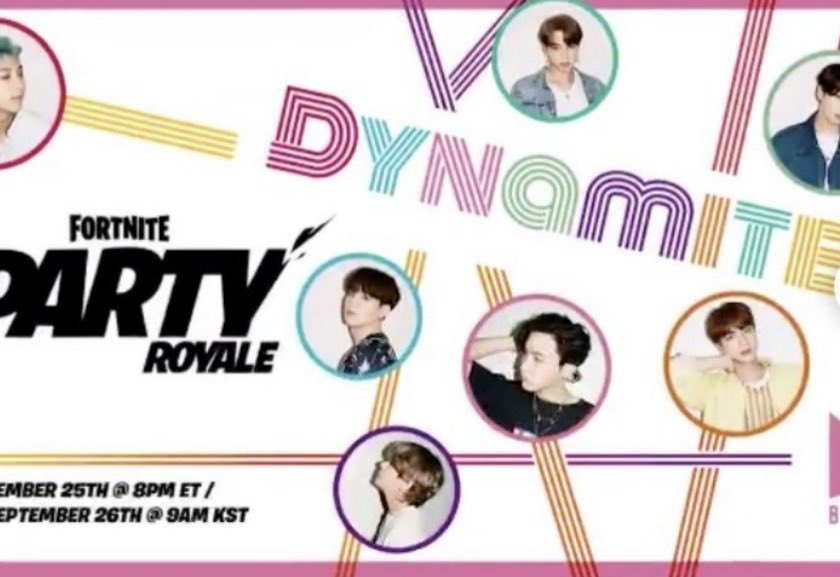 DYNAMITE
FORTNITE
PARTY
ROYALE
EMBER 25TH @ 8PM ET /
EPTEMBER 26TH @ 9AM KST
B